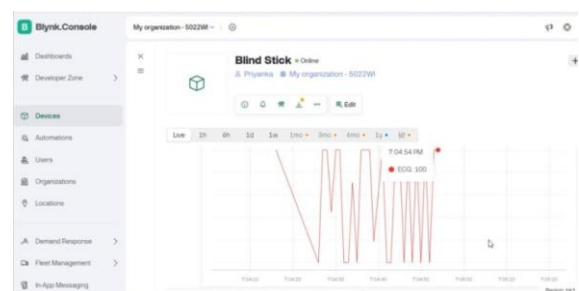 B Blynk.Console
My organization - 5022WI
Dashboards
Developer Zone
Devices
Automations
Users
Organizations
Locations
Demand Response
Fleet Management
In-App Messaging
Blind Stick • Online
Priyanka My organization - 5022WI
Edit
Live 1h 6h 1d 1w 1mo 3mo 6mo 1y
7:04:54 PM
ECG: 100